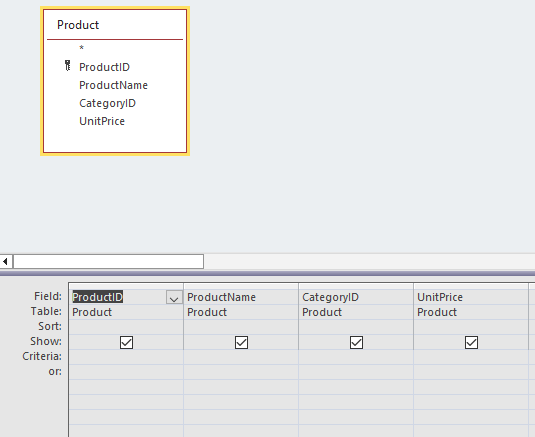 Product
*
ProductID
ProductName
CategoryID
UnitPrice
Field: ProductID ProductName CategoryID UnitPrice
Table: Product Product Product Product
Sort:
Show:
Criteria:
or: